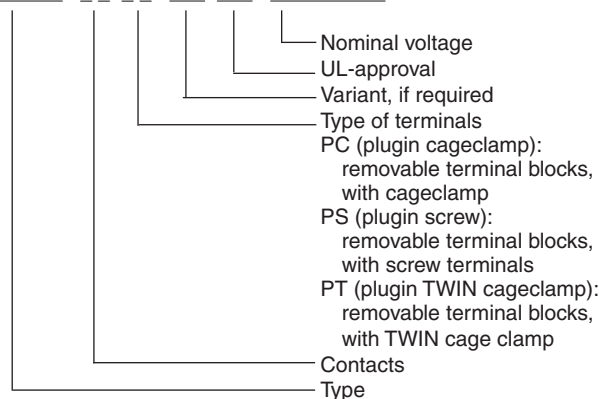 Nominal voltage
UL-approval
Variant, if required
Type of terminals
PC (plugin cageclamp):
removable terminal blocks,
with cageclamp
PS (plugin screw):
removable terminal blocks,
with screw terminals
PT (plugin TWIN cageclamp):
removable terminal blocks,
with TWIN cage clamp
Contacts
Type